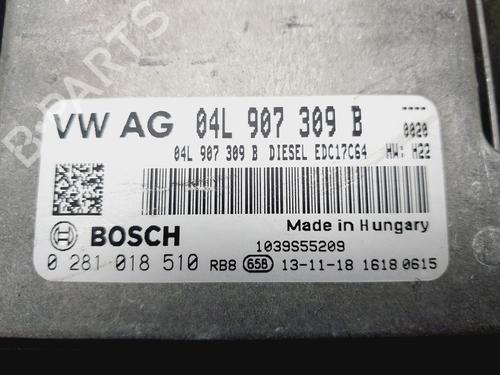 B-PARTS
VW AG 04L 907 309 B ----
0020
04L 907 309 B DIESEL EDC17C64 HW: H22
Made in Hungary
BOSCH 1039S55209
0 281 018 510 RB8 65B 13-11-18 1618 0615